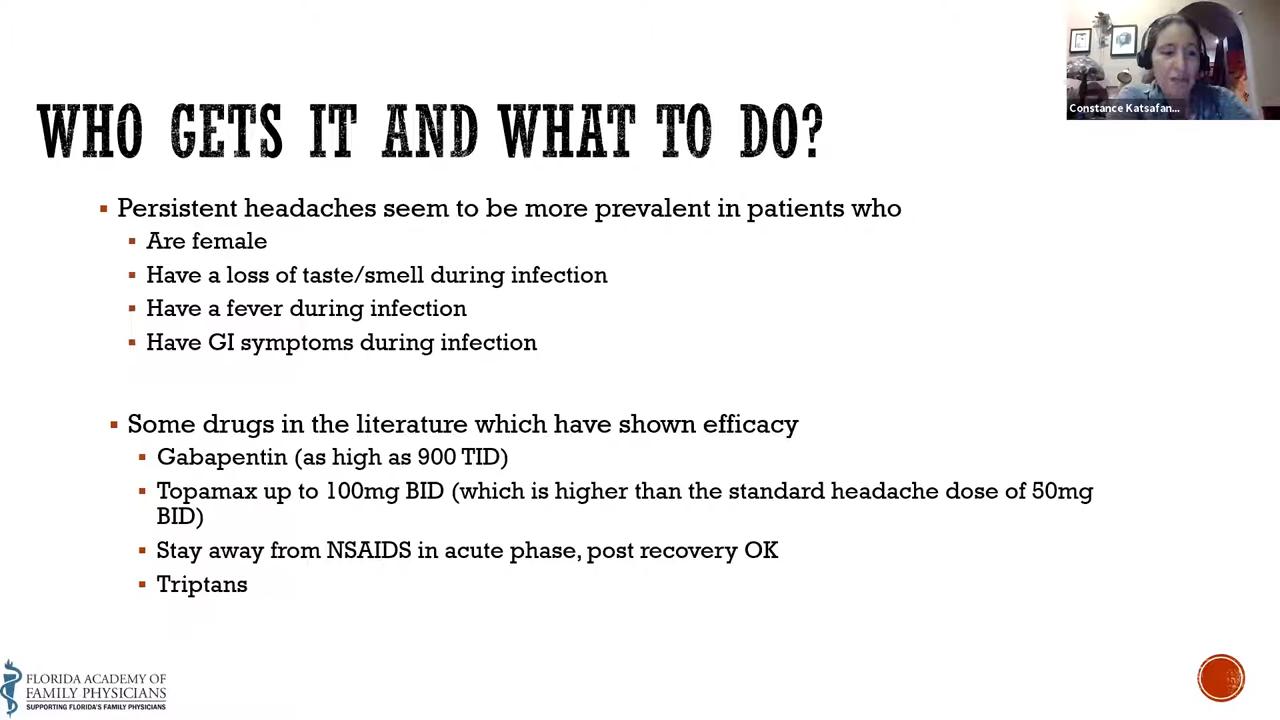 Constance Katsafan...
WHO GETS IT AND WHAT TO DO?
▪ Persistent headaches seem to be more prevalent in patients who
▪ Are female
▪ Have a loss of taste/smell during infection
▪ Have a fever during infection
▪ Have GI symptoms during infection
▪ Some drugs in the literature which have shown efficacy
▪ Gabapentin (as high as 900 TID)
▪ Topamax up to 100mg BID (which is higher than the standard headache dose of 50mg
BID)
▪ Stay away from NSAIDS in acute phase, post recovery OK
▪ Triptans
FLORIDA ACADEMY OF
FAMILY PHYSICIANS
SUPPORTING FLORIDA'S FAMILY PHYSICIANS